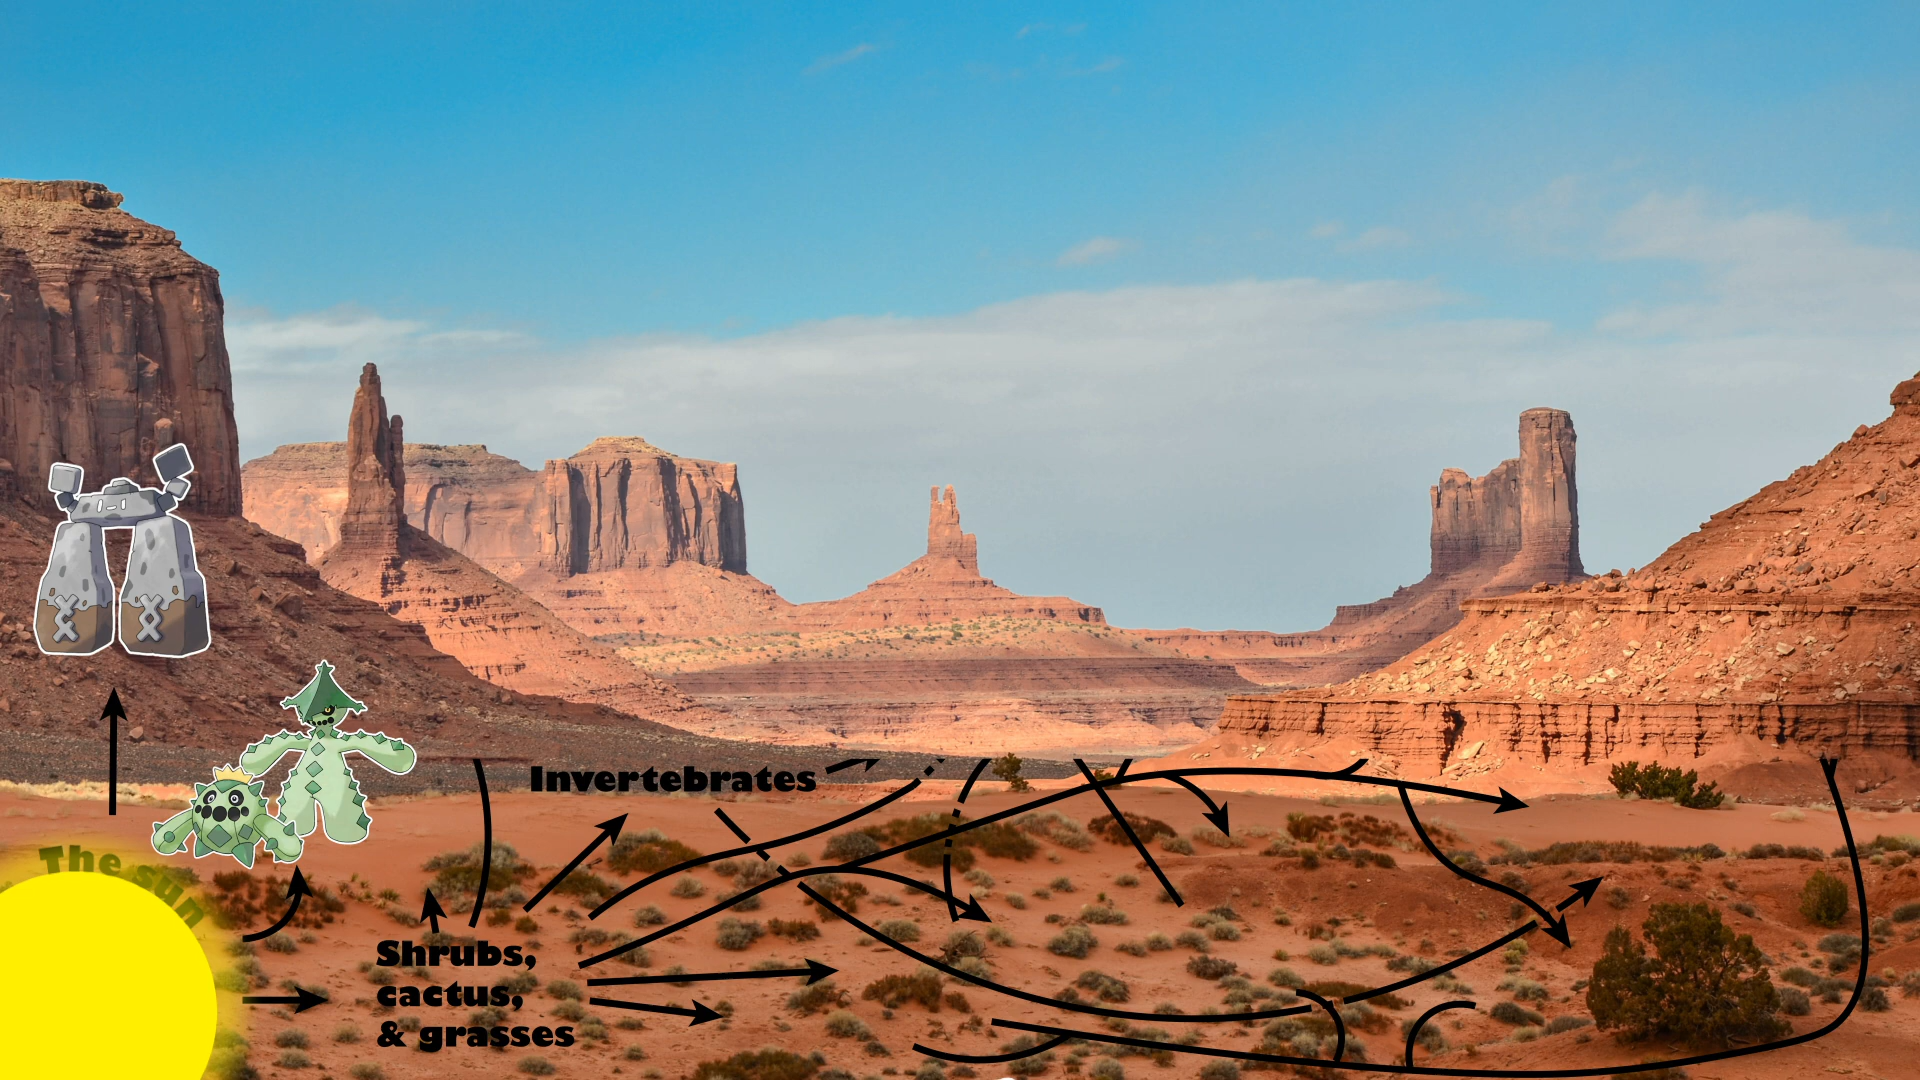 Invertebrates
The sun
Shrubs,
cactus,
& grasses